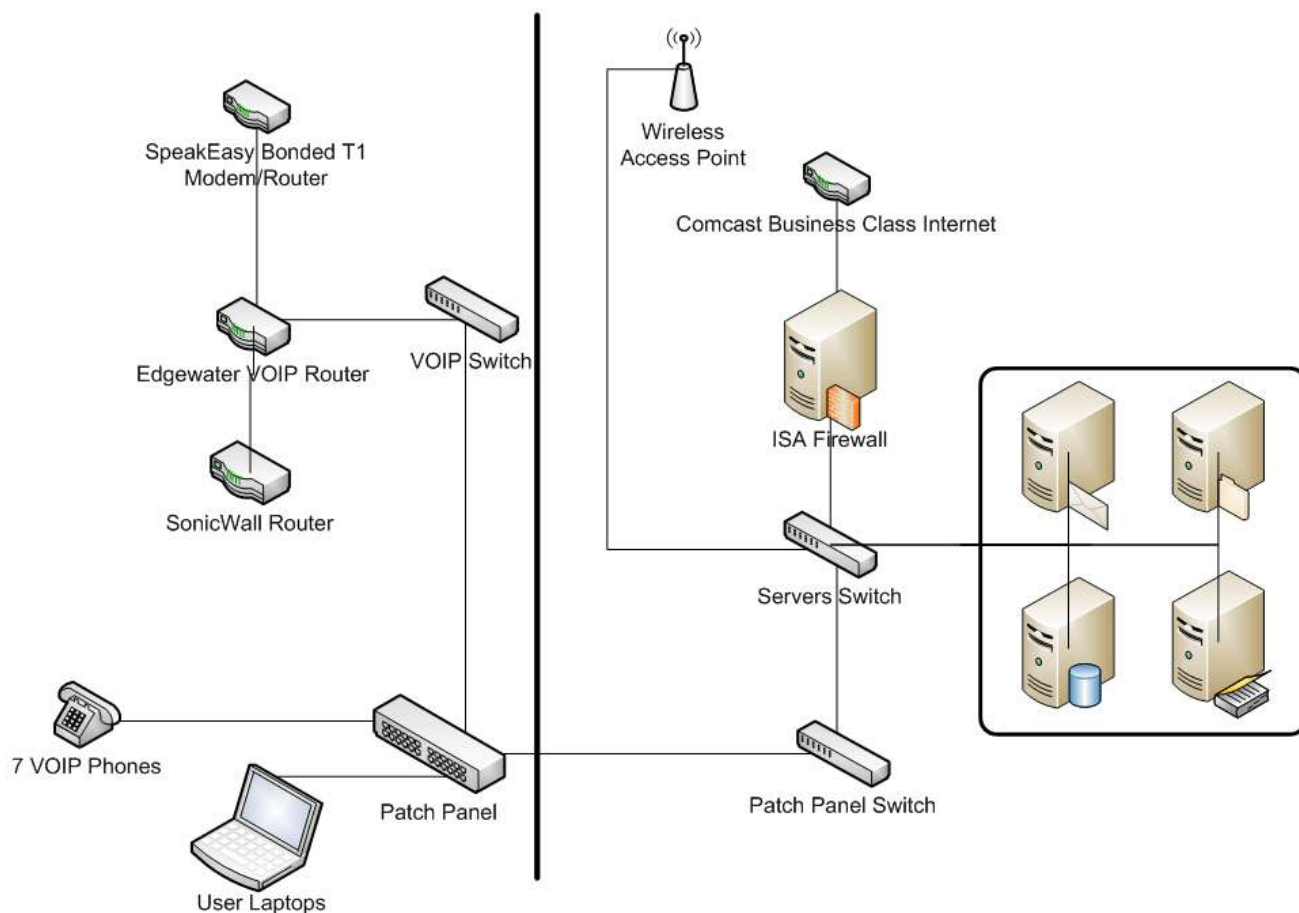 SpeakEasy Bonded T1
Modem/Router
Edgewater VOIP Router
VOIP Switch
SonicWall Router
7 VOIP Phones
User Laptops
Patch Panel
Wireless
Access Point
Comcast Business Class Internet
ISA Firewall
Servers Switch
Patch Panel Switch